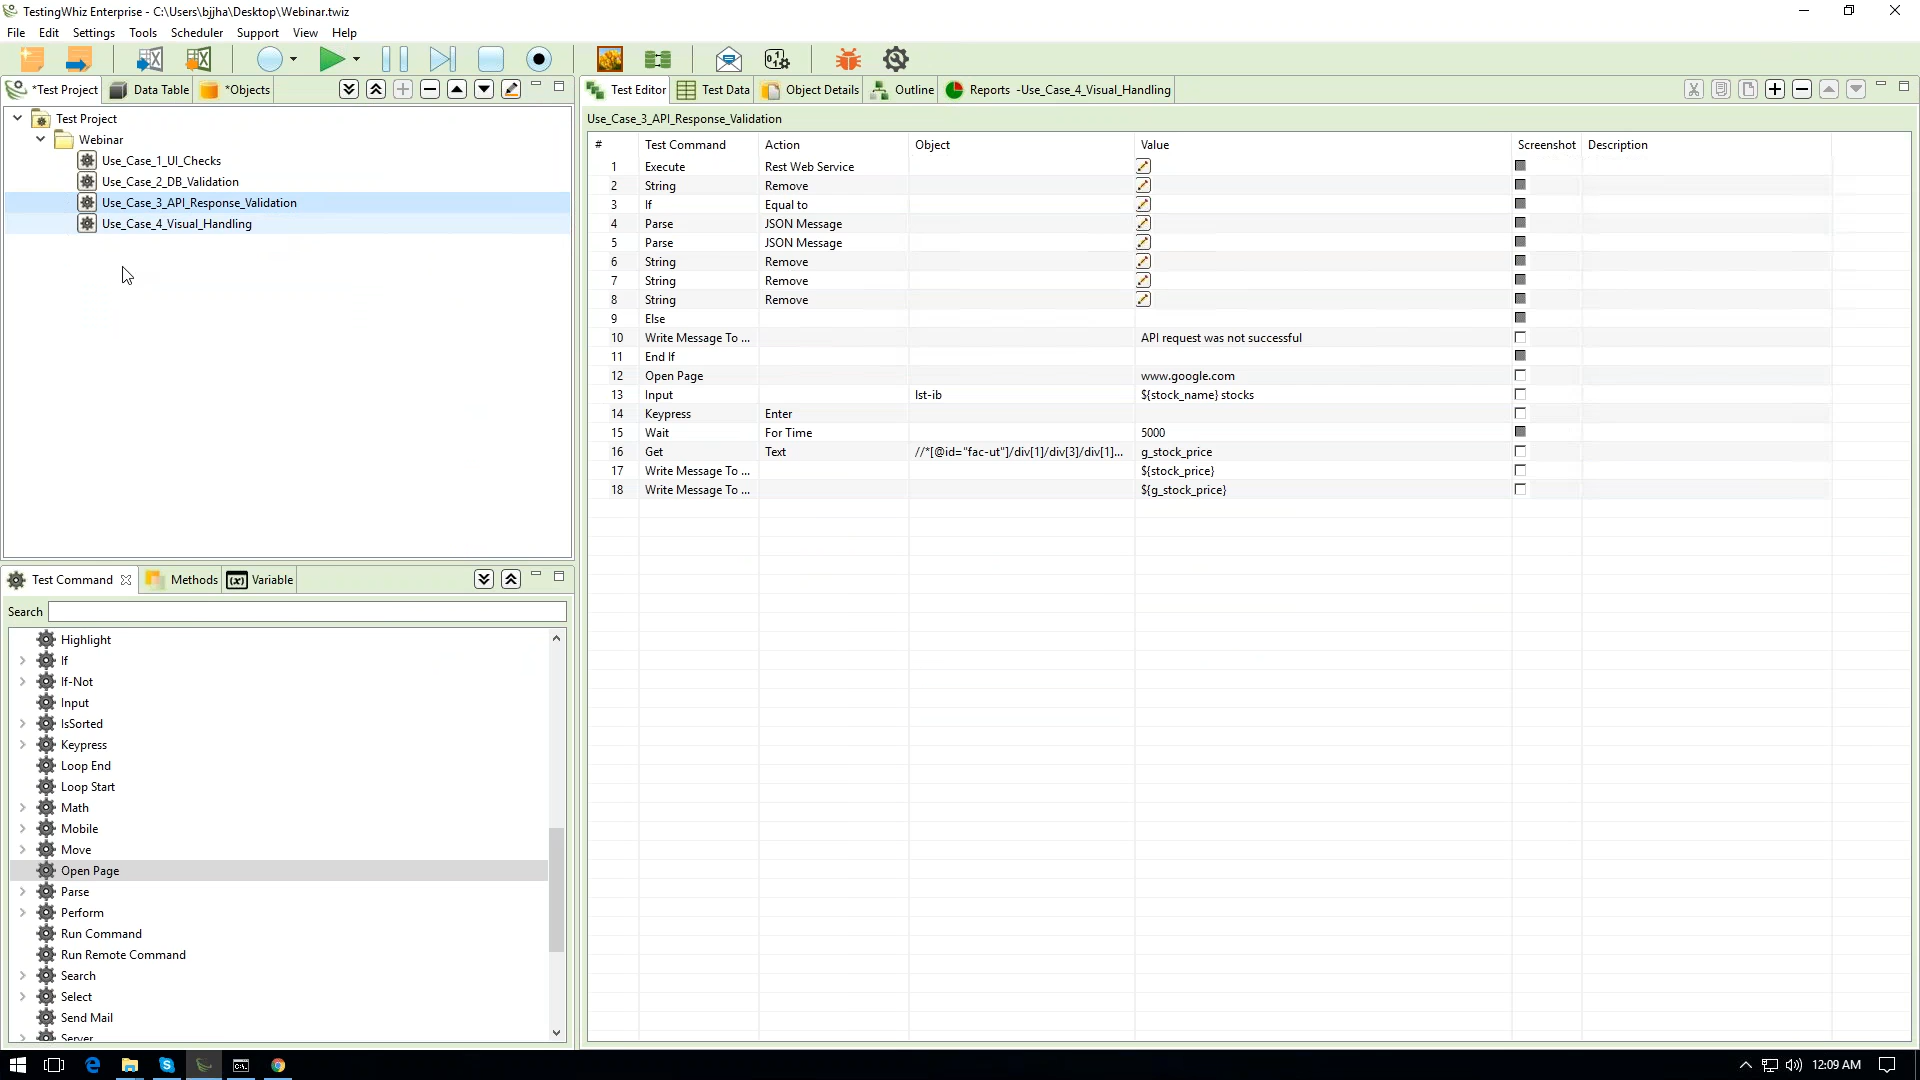 TestingWhiz Enterprise - C:\Users\bjjha\Desktop\Webinar.twiz
File Edit Settings Tools Scheduler Support View Help
*Test Project Data Table *Objects
Test Project
Webinar
Use_Case_1_UI_Checks
Use_Case_2_DB_Validation
Use_Case_3_API_Response_Validation
Use_Case_4_Visual_Handling
Test Command Methods (x) Variable
Search
Highlight
If
If-Not
Input
IsSorted
Keypress
Loop End
Loop Start
Math
Mobile
Move
Open Page
Parse
Perform
Run Command
Run Remote Command
Search
Select
Send Mail
Server
Test Editor Test Data Object Details Outline Reports -Use_Case_4_Visual_Handling
Use_Case_3_API_Response_Validation
# Test Command Action Object Value Screenshot Description
1 Execute Rest Web Service
2 String Remove
3 If Equal to
4 Parse JSON Message
5 Parse JSON Message
6 String Remove
7 String Remove
8 String Remove
9 Else
10 Write Message To ... API request was not successful
11 End If
12 Open Page www.google.com
13 Input lst-ib ${stock_name} stocks
14 Keypress Enter
15 Wait For Time 5000
16 Get Text //*[@id="fac-ut"]/div[1]/div[3]/div[1]... g_stock_price
17 Write Message To ... ${stock_price}
18 Write Message To ... ${g_stock_price}
12:09 AM